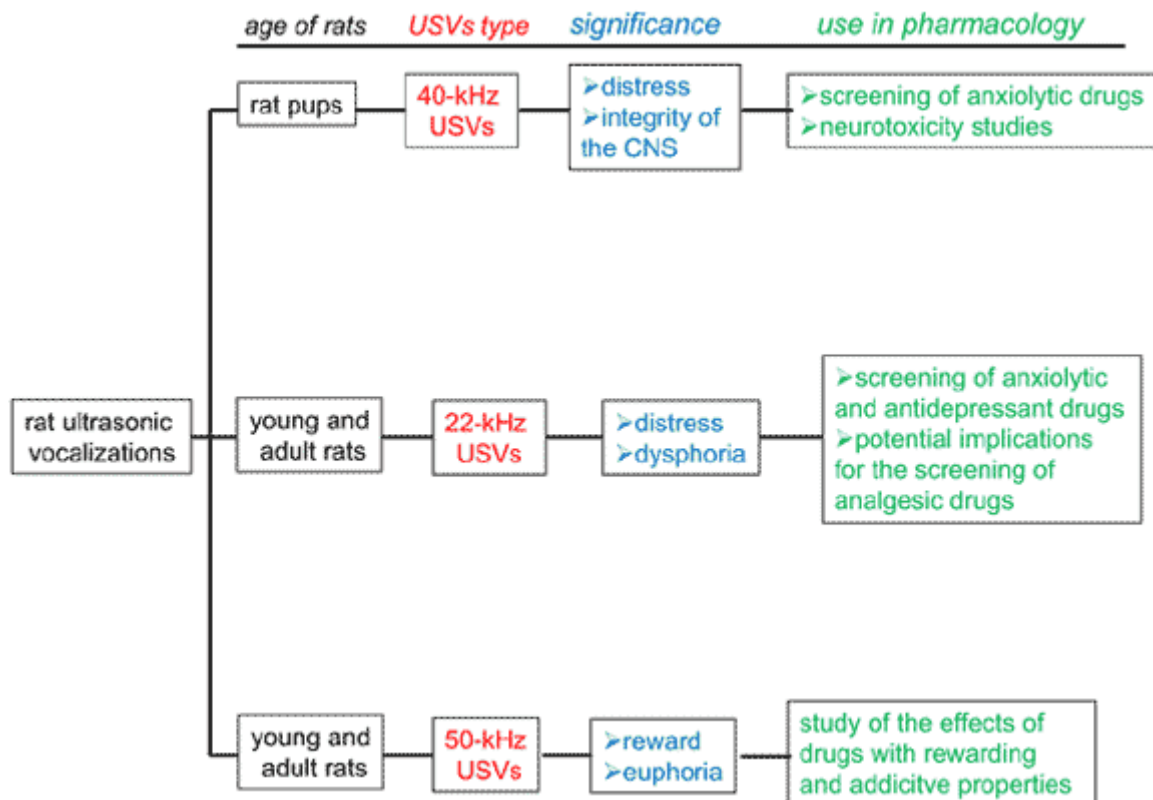 age of rats USVs type significance use in pharmacology
rat pups
40-kHz
USVs
➢distress
➢integrity of
the CNS
➢screening of anxiolytic drugs
➢neurotoxicity studies
rat ultrasonic
vocalizations
young and
adult rats
22-kHz
USVs
➢distress
➢dysphoria
➢screening of anxiolytic
and antidepressant drugs
➢potential implications
for the screening of
analgesic drugs
young and
adult rats
50-kHz
USVs
➢reward
➢euphoria
study of the effects of
drugs with rewarding
and addicitve properties